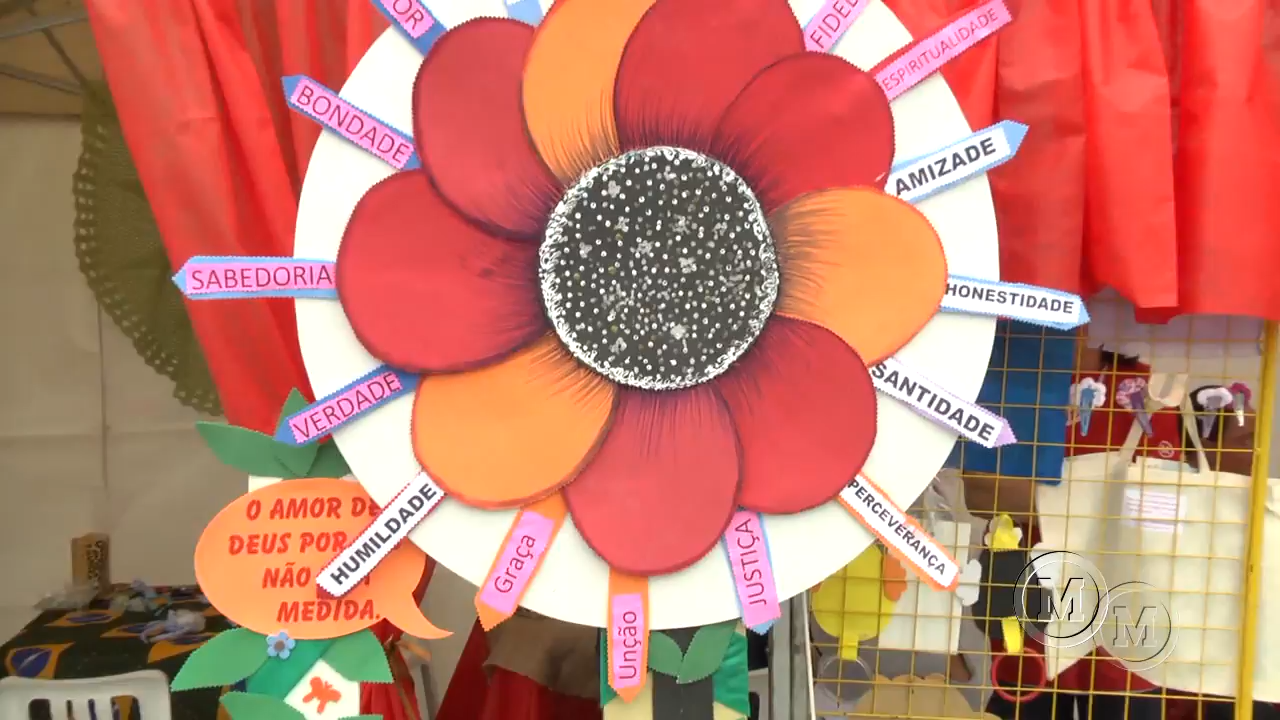 BONDADE
SABEDORIA
VERDADE
HUMILDADE
Graça
Unção
JUSTIÇA
PERCEVERANÇA
SANTIDADE
HONESTIDADE
AMIZADE
ESPIRITUALIDADE
O AMOR DE
DEUS POR
NÃO
MEDIDA.
M
M